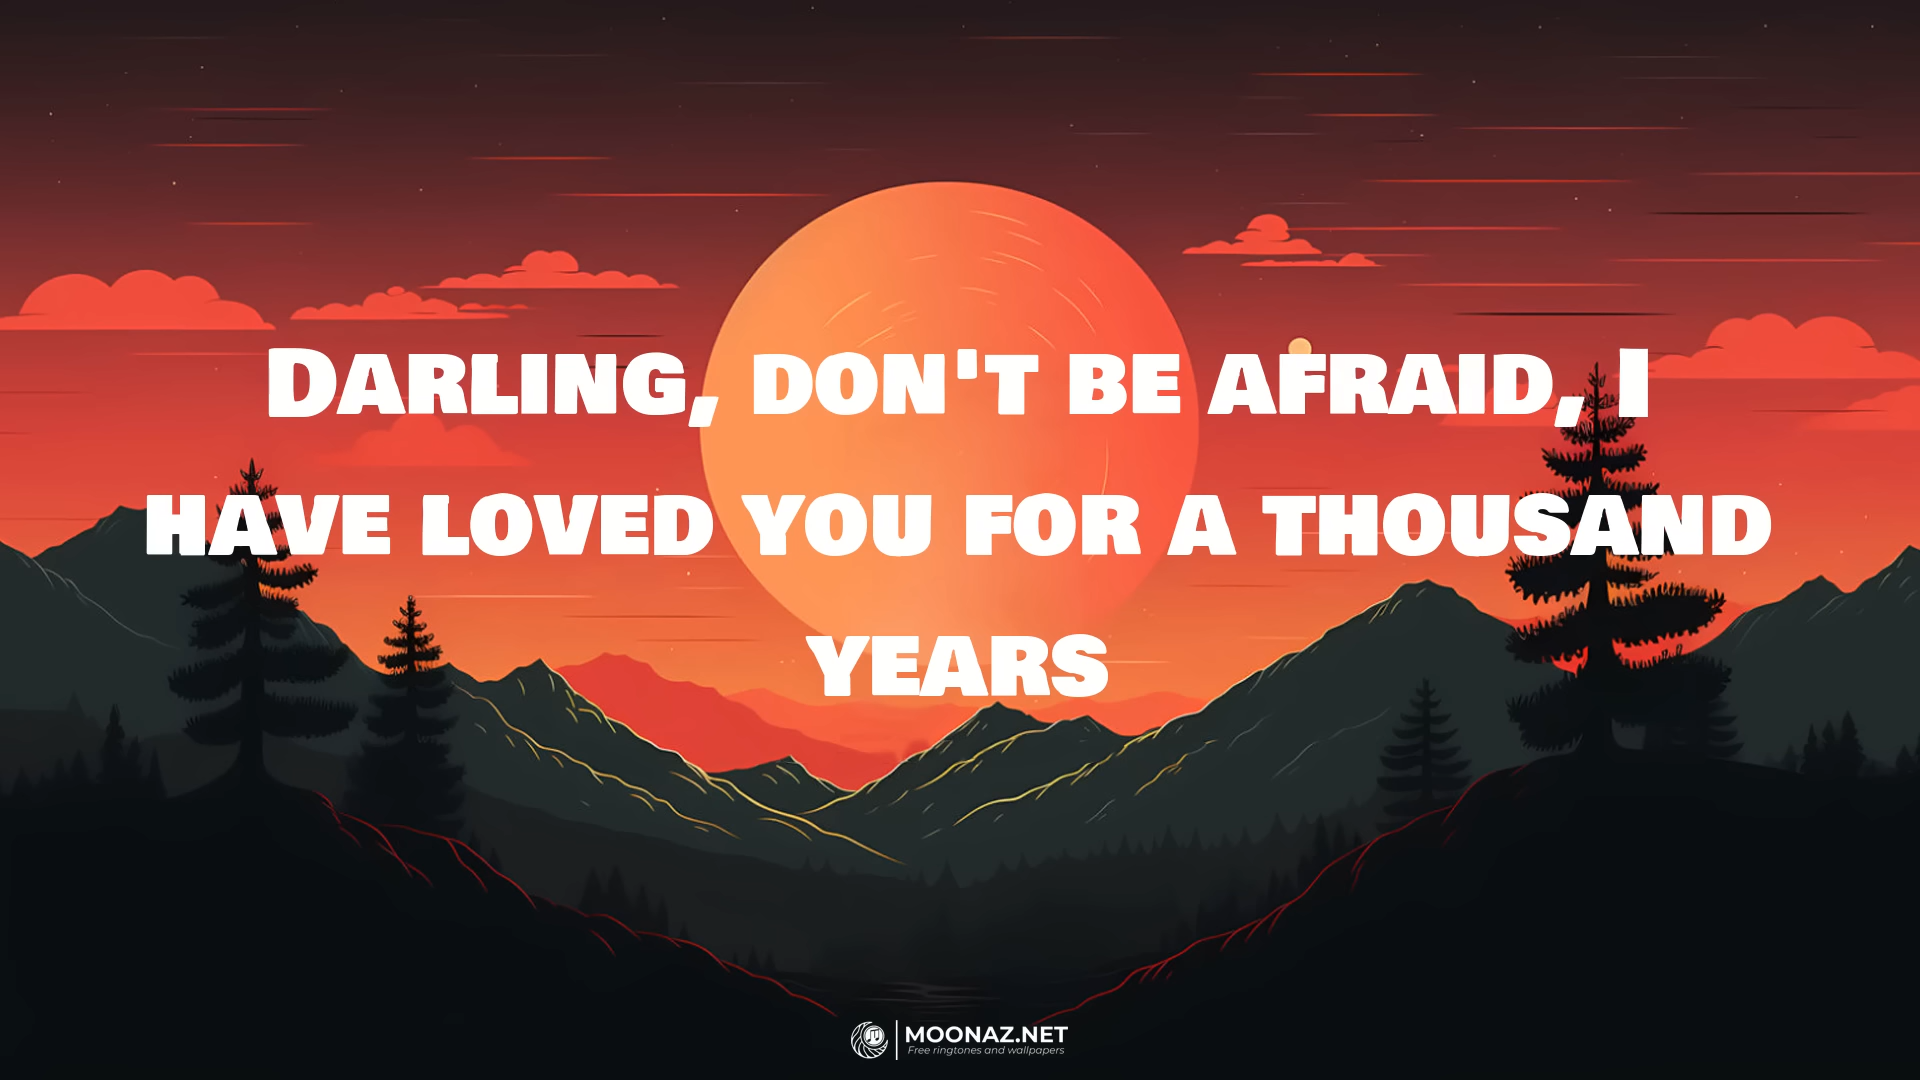 Darling, don't be afraid, I
have loved you for a thousand
years
MOONAZ.NET
Free ringtones and wallpapers